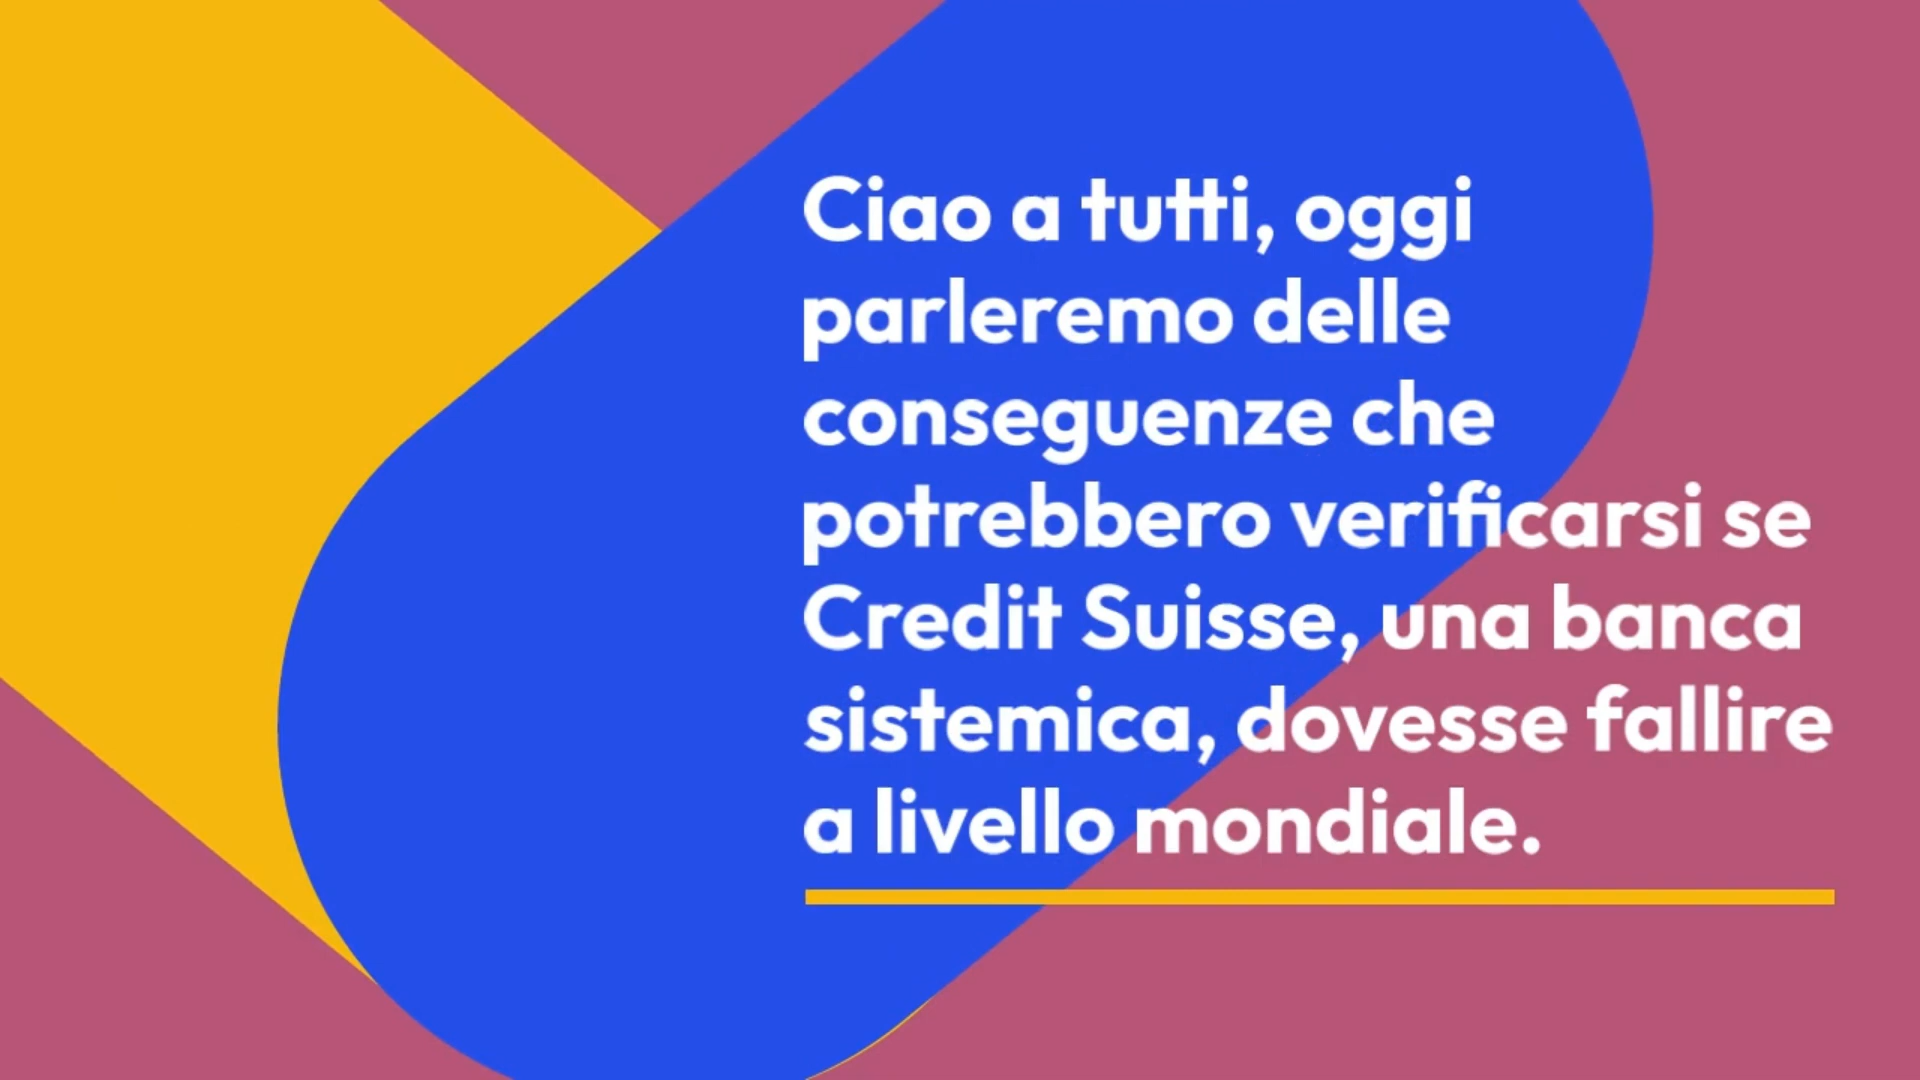 Ciao a tutti, oggi
parleremo delle
conseguenze che
potrebbero verificarsi se
Credit Suisse, una banca
sistemica, dovesse fallire
a livello mondiale.